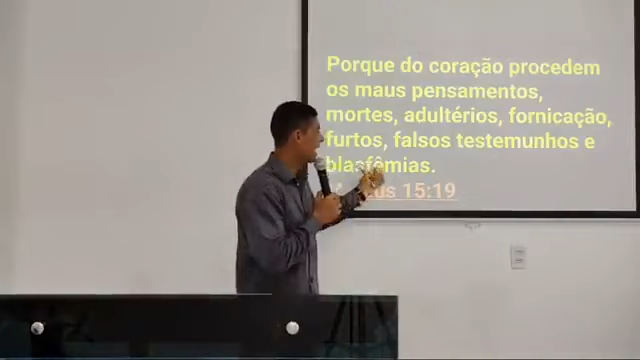 Porque do coração procedem
os maus pensamentos,
mortes, adultérios, fornicação,
furtos, falsos testemunhos e
blasfêmias.
15:19